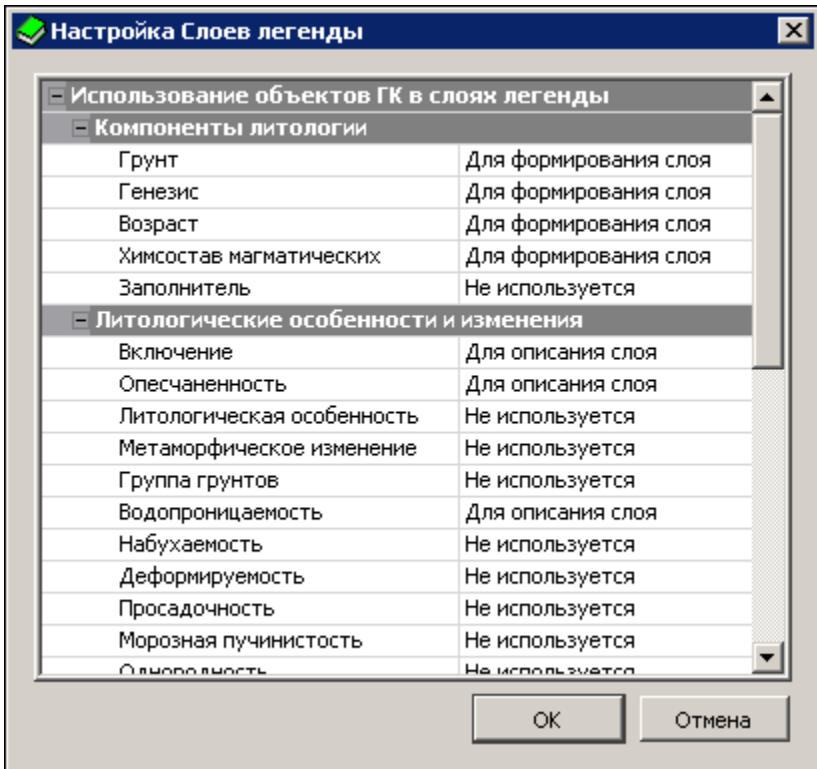 Настройка Слоев легенды
Использование объектов ГК в слоях легенды
Компоненты литологии
Грунт Для формирования слоя
Генезис Для формирования слоя
Возраст Для формирования слоя
Химсостав магматических Для формирования слоя
Заполнитель Не используется
Литологические особенности и изменения
Включение Для описания слоя
Опесчаненность Для описания слоя
Литологическая особенность Не используется
Метаморфическое изменение Не используется
Группа грунтов Не используется
Водопроницаемость Для описания слоя
Набухаемость Не используется
Деформируемость Не используется
Просадочность Не используется
Морозная пучинистость Не используется
Однородность Не используется
ОК Отмена